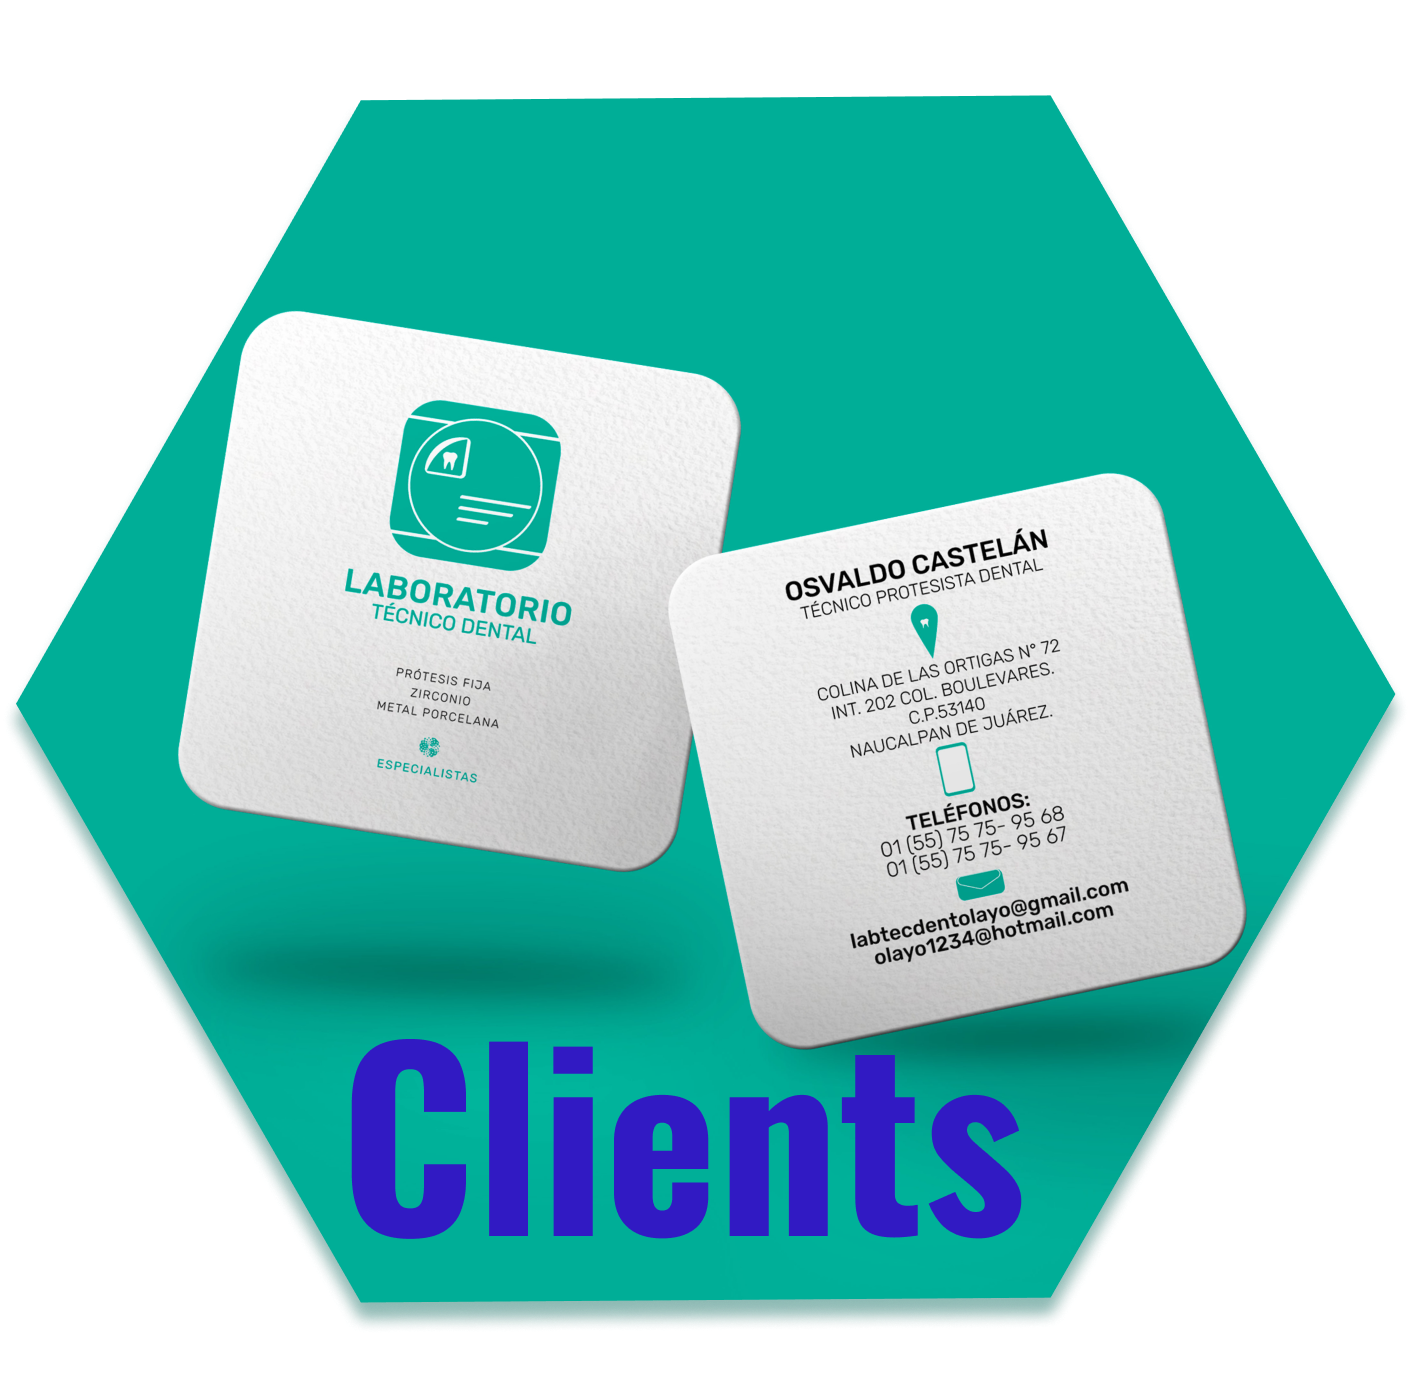 LABORATORIO
TÉCNICO DENTAL
PRÓTESIS FIJA
ZIRCONIO
METAL PORCELANA
ESPECIALISTAS
OSVALDO CASTELÁN
TÉCNICO PROTESISTA DENTAL
COLINA DE LAS ORTIGAS N° 72
INT. 202 COL. BOULEVARES.
C.P.53140
NAUCALPAN DE JUÁREZ.
TELÉFONOS:
01 (55) 75 75- 95 68
01 (55) 75 75- 95 67
labtecdentolayo@gmail.com
olayo1234@hotmail.com
Clients